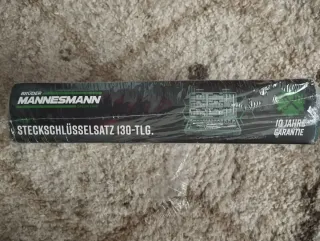 BRÜDER
MANNESMANN
STECKSCHLÜSSELSATZ 130-TLG.
10 JAHRE
GARANTIE